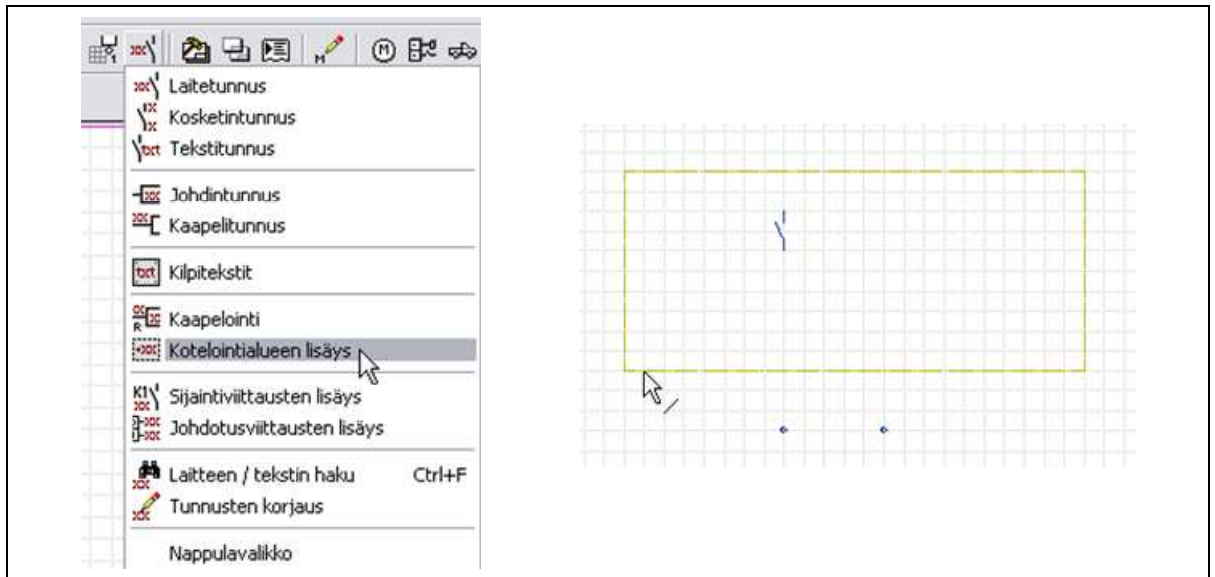 Laitetunnus
Kosketintunnus
Tekstitunnus
Johdintunnus
Kaapelitunnus
Kilpitekstit
Kaapelointi
Kotelointialueen lisäys
Sijaintiviittausten lisäys
Johdotusviittausten lisäys
Laitteen / tekstin haku Ctrl+F
Tunnusten korjaus
Nappulavalikko